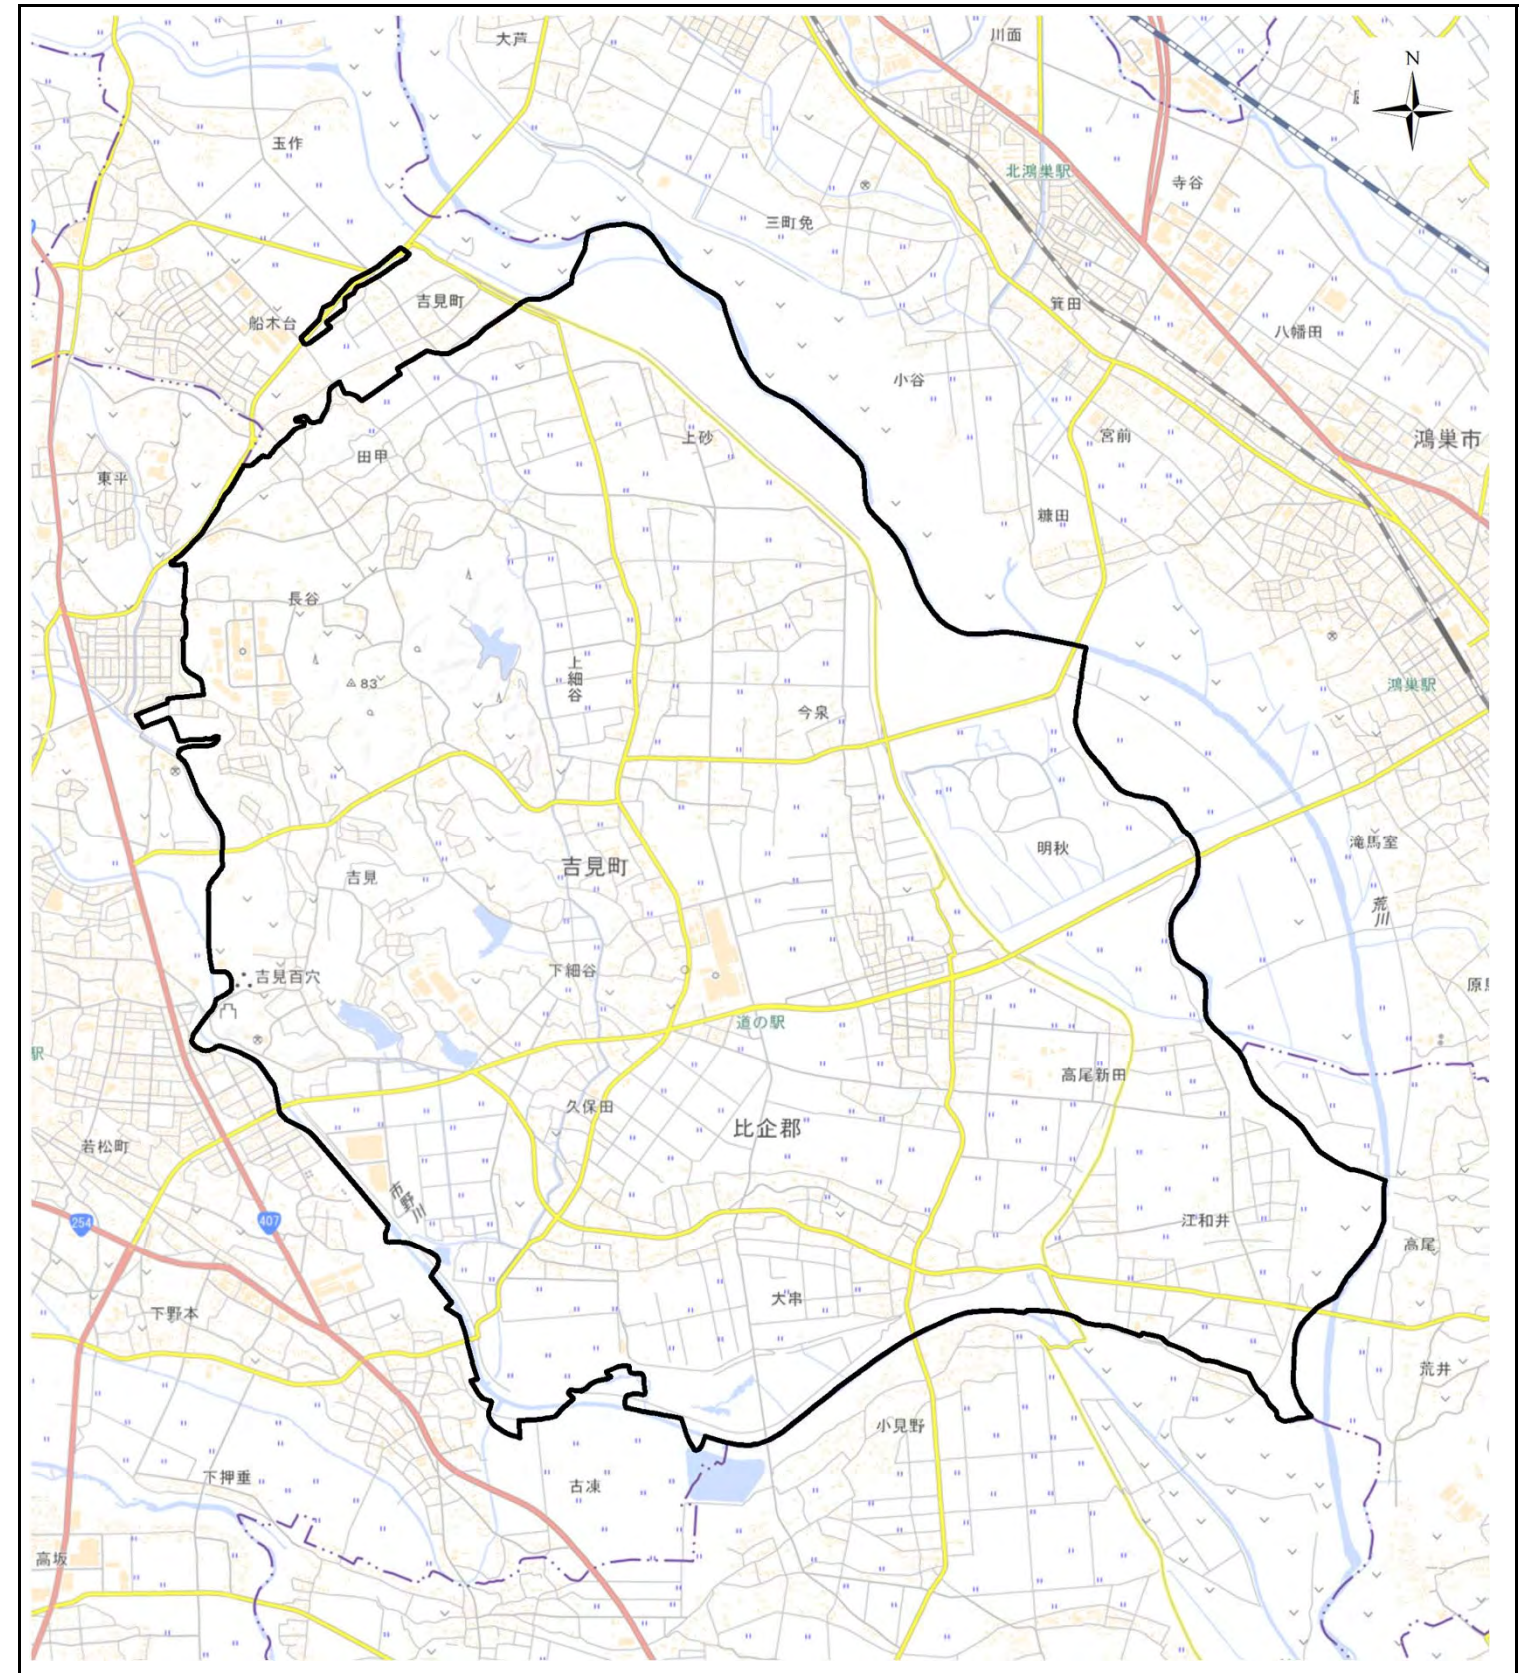 大芦
川面
N
玉作
北鴻巣駅
寺谷
三町免
吉見町
箕田
船木台
八幡田
小谷
上砂
宮前
鴻巣市
田甲
東平
糠田
長谷
上細谷
83
鴻巣駅
今泉
明秋
滝馬室
吉見町
吉見
荒川
下細谷
吉見百穴
道の駅
駅
高尾新田
久保田
比企郡
若松町
市野川
254
407
江和井
高尾
大串
下野本
荒井
小見野
下押垂
古凍
高坂